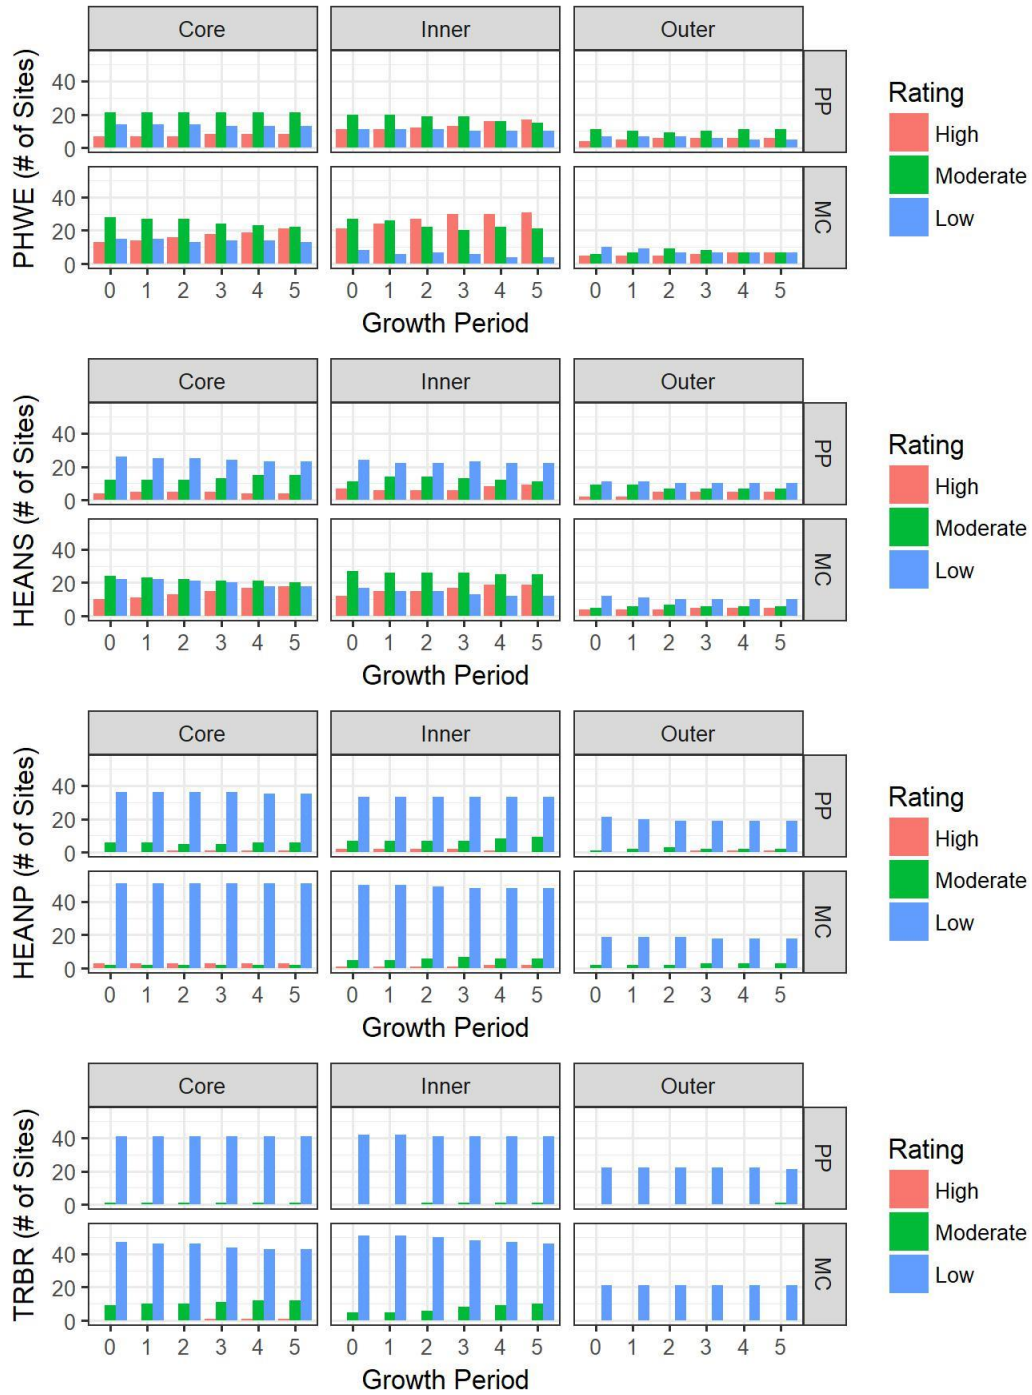 Core Inner Outer
PHWE (# of Sites)
40
20
0
PP
40
20
0
MC
0 1 2 3 4 5 0 1 2 3 4 5 0 1 2 3 4 5
Growth Period
Rating
High
Moderate
Low
Core Inner Outer
HEANS (# of Sites)
40
20
0
PP
40
20
0
MC
0 1 2 3 4 5 0 1 2 3 4 5 0 1 2 3 4 5
Growth Period
Rating
High
Moderate
Low
Core Inner Outer
HEANP (# of Sites)
40
20
0
PP
40
20
0
MC
0 1 2 3 4 5 0 1 2 3 4 5 0 1 2 3 4 5
Growth Period
Rating
High
Moderate
Low
Core Inner Outer
TRBR (# of Sites)
40
20
0
PP
40
20
0
MC
0 1 2 3 4 5 0 1 2 3 4 5 0 1 2 3 4 5
Growth Period
Rating
High
Moderate
Low